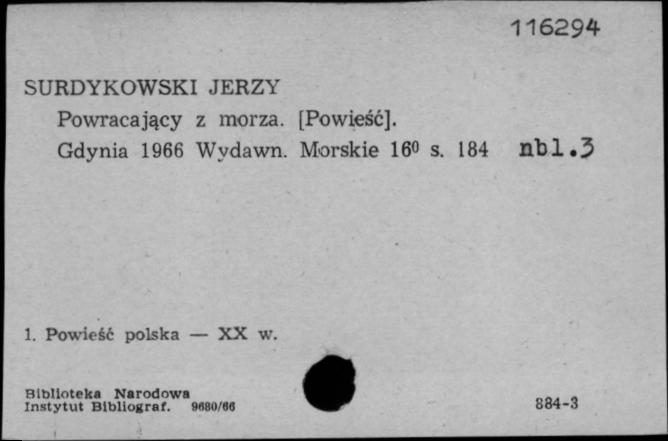 116294
SURDYKOWSKI JERZY
Powracający z morza. [Powieść].
Gdynia 1966 Wydawn. Morskie 16⁰ s. 184 nbl.3
1. Powieść polska — XX w.
Biblioteka Narodowa
Instytut Bibliograf. 9680/66
884-3